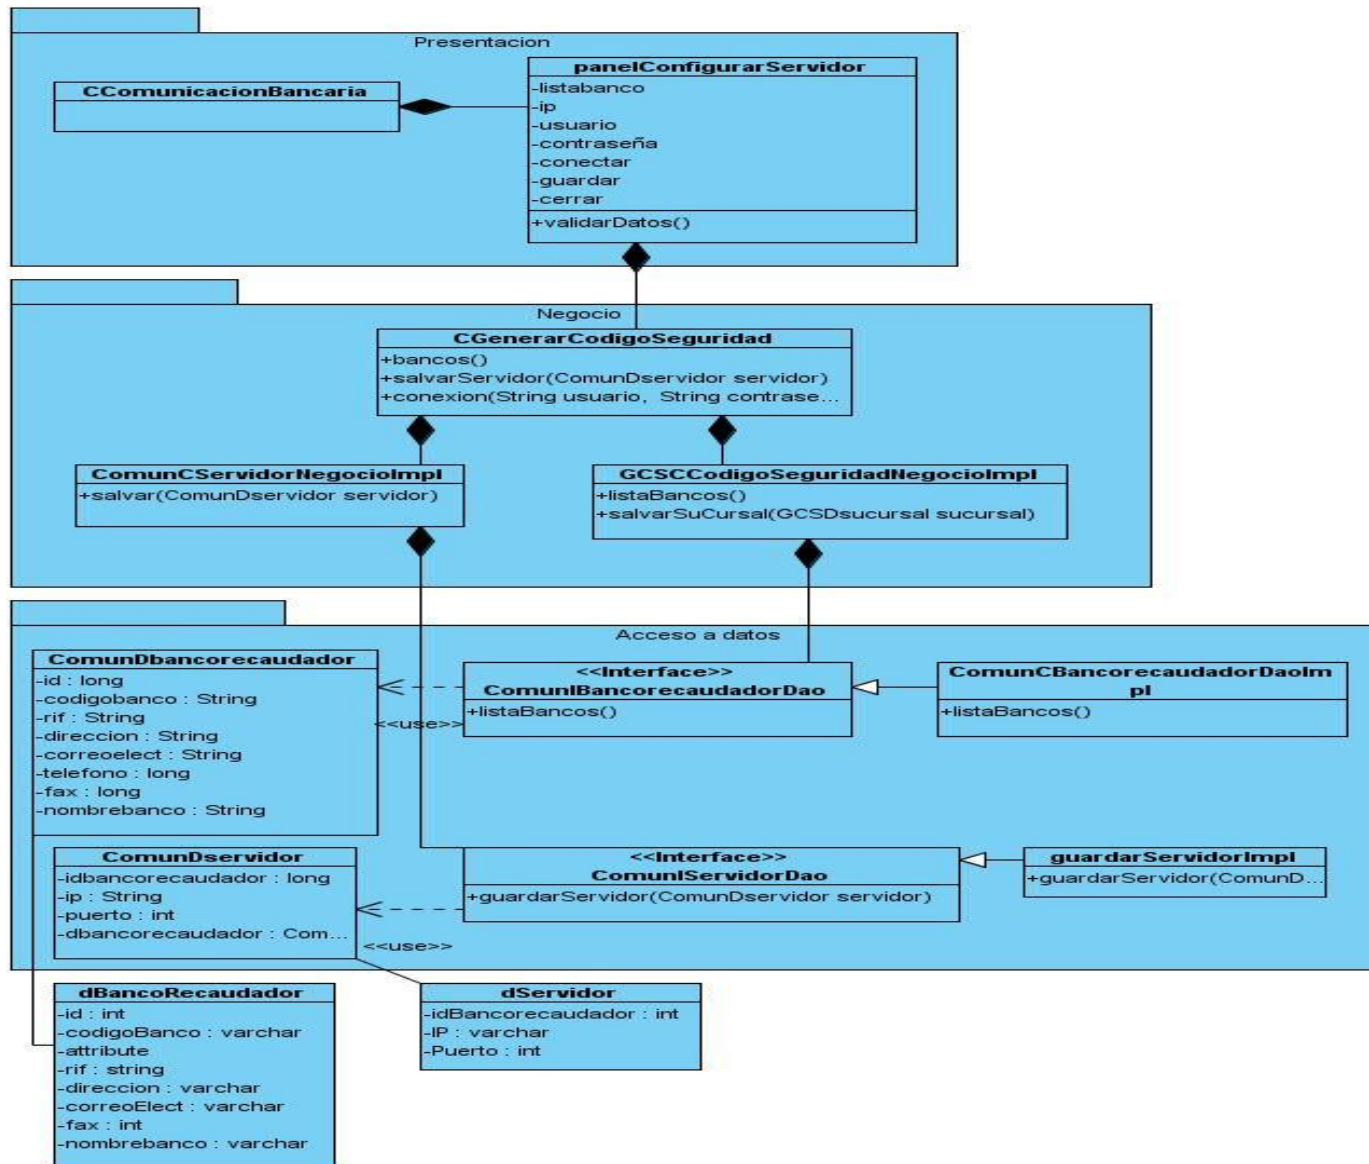 Presentacion
CComunicacionBancaria
panelConfigurarServidor
-listabanco
-ip
-usuario
-contraseña
-conectar
-guardar
-cerrar
+validarDatos()
Negocio
CGenerarCodigoSeguridad
+bancos()
+salvarServidor(ComunDservidor servidor)
+conexion(String usuario, String contrase...
ComunCServidorNegocioImpl
+salvar(ComunDservidor servidor)
GCSCCodigoSeguridadNegocioImpl
+listaBancos()
+salvarSuCursal(GCSDsucursal sucursal)
Acceso a datos
ComunDbancorecaudador
-id : long
-codigobanco : String
-rif : String
-direccion : String
-correoelect : String
-telefono : long
-fax : long
-nombrebanco : String
<<use>>
<<Interface>>
ComunIBancorecaudadorDao
+listaBancos()
ComunCBancorecaudadorDaoIm
pl
+listaBancos()
ComunDservidor
-idbancorecaudador : long
-ip : String
-puerto : int
-dbancorecaudador : Com...
<<use>>
<<Interface>>
ComunIServidorDao
+guardarServidor(ComunDservidor servidor)
guardarServidorImpl
+guardarServidor(ComunD...
dBancoRecaudador
-id : int
-codigoBanco : varchar
-attribute
-rif : string
-direccion : varchar
-correoElect : varchar
-fax : int
-nombrebanco : varchar
dServidor
-idBancorecaudador : int
-IP : varchar
-Puerto : int